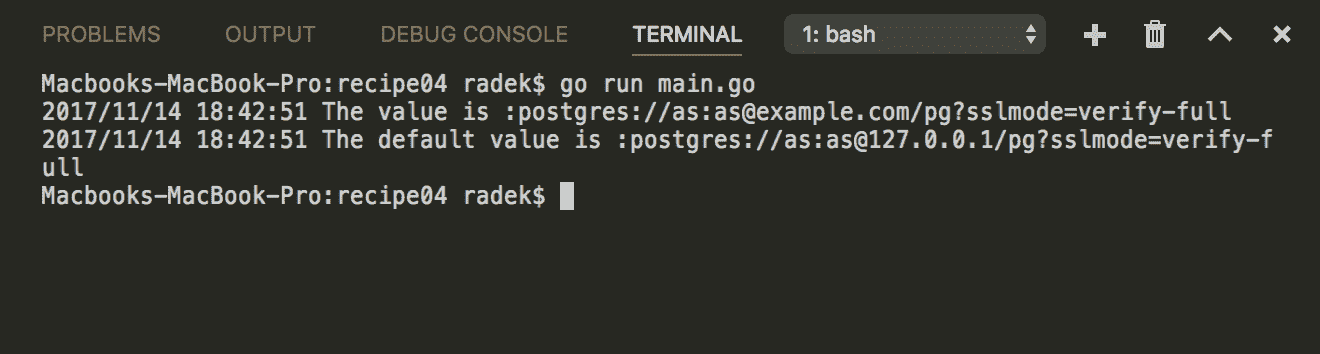 PROBLEMS OUTPUT DEBUG CONSOLE TERMINAL 1: bash
Macbooks-MacBook-Pro:recipe04 radek$ go run main.go
2017/11/14 18:42:51 The value is :postgres://as:as@example.com/pg?sslmode=verify-full
2017/11/14 18:42:51 The default value is :postgres://as:as@127.0.0.1/pg?sslmode=verify-f
ull
Macbooks-MacBook-Pro:recipe04 radek$